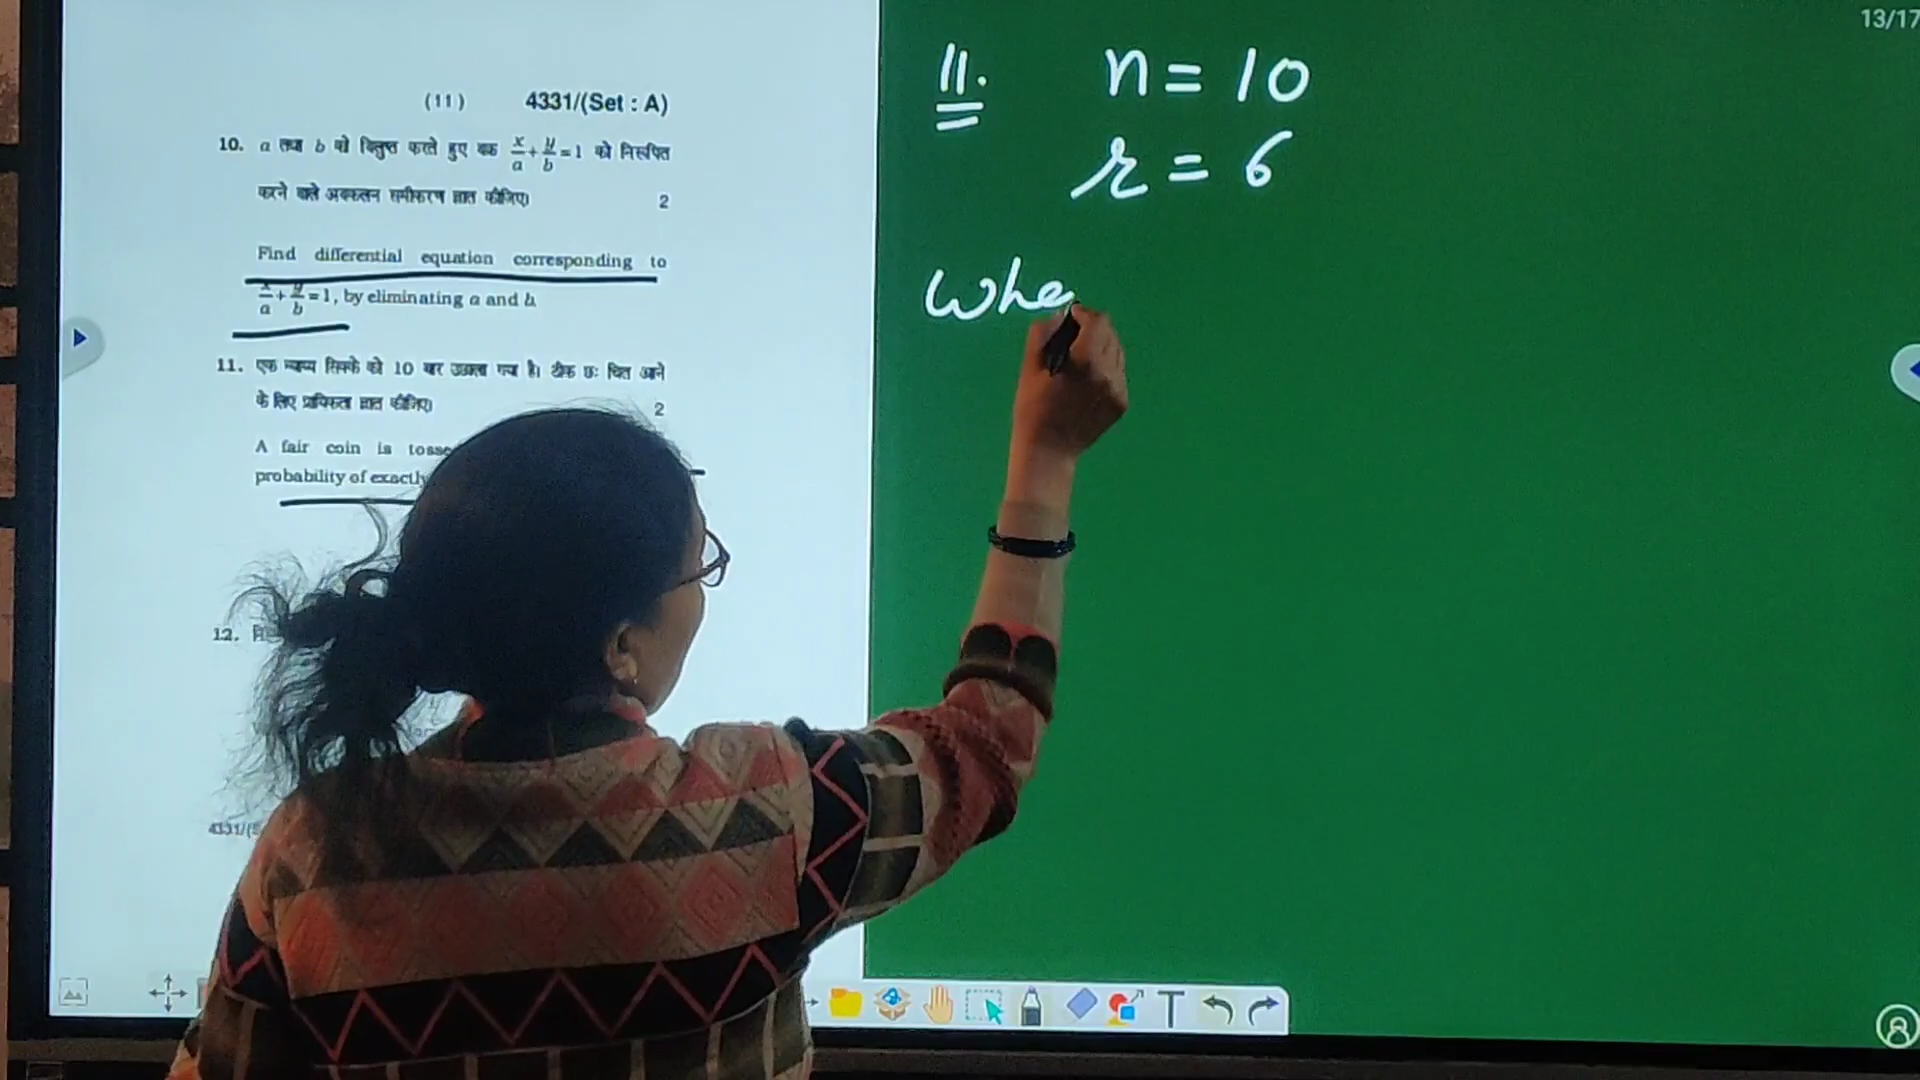 (11) 4331/(Set : A)
10. a तथा b को विलुप्त करते हुए वक्र x/a + y/b = 1 को निरूपित
करने वाले अवकलन समीकरण ज्ञात कीजिए। 2
Find differential equation corresponding to
x/a + y/b = 1, by eliminating a and b.
11. एक न्याय्य सिक्के को 10 बार उछाला गया है। ठीक छः चित आने
के लिए प्रायिकता ज्ञात कीजिए। 2
A fair coin is tosse
probability of exactly
12.
4331/(S
11. n = 10
r = 6
Whe
13/17
T